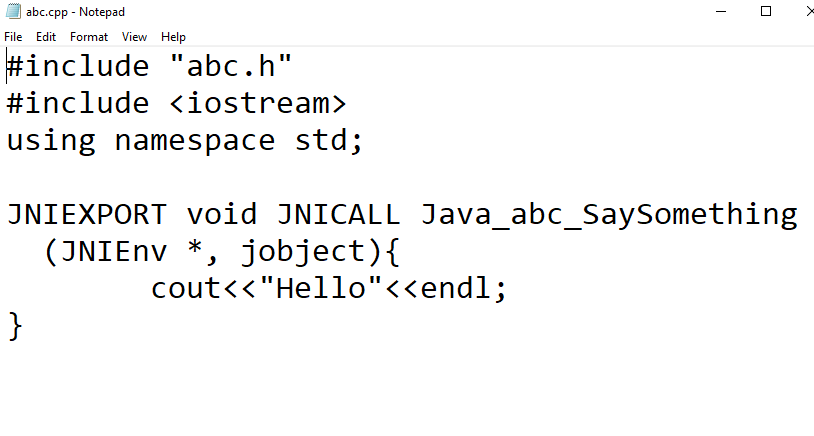 abc.cpp - Notepad
File Edit Format View Help
#include "abc.h"
#include <iostream>
using namespace std;
JNIEXPORT void JNICALL Java_abc_SaySomething
  (JNIEnv *, jobject){
        cout<<"Hello"<<endl;
}